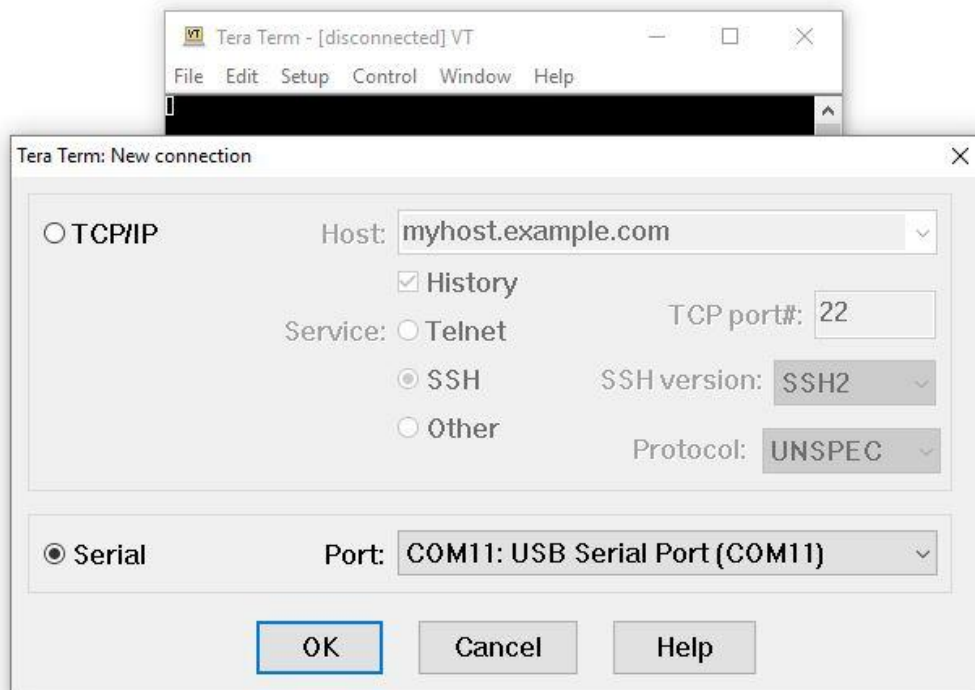 VT Tera Term - [disconnected] VT
File Edit Setup Control Window Help
Tera Term: New connection
TCP/IP Host: myhost.example.com
History
TCP port#: 22
Service: Telnet
SSH SSH version: SSH2
Other
Protocol: UNSPEC
Serial Port: COM11: USB Serial Port (COM11)
OK Cancel Help